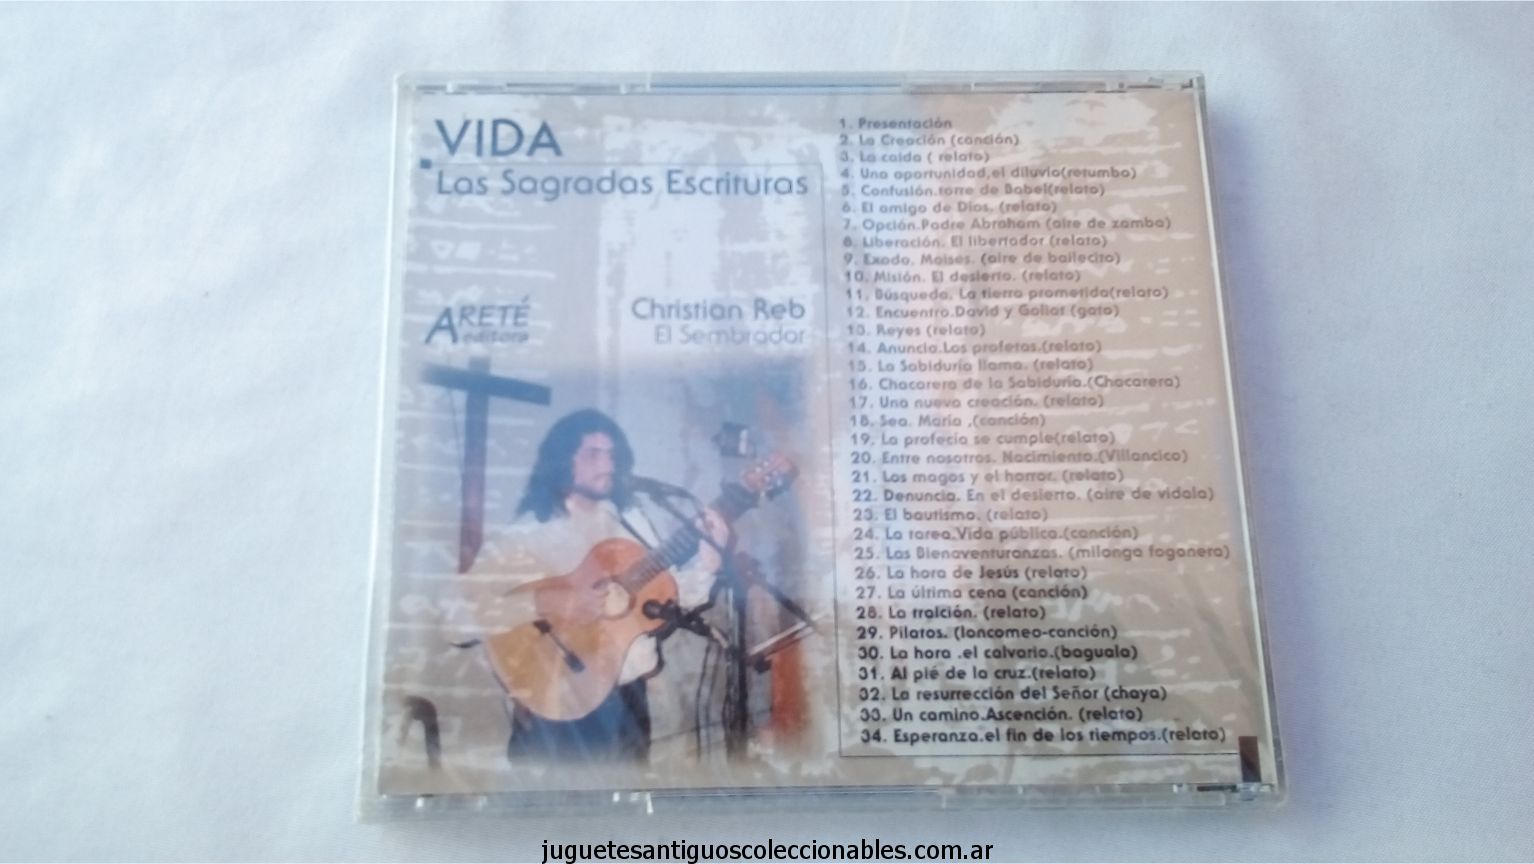 VIDA
Las Sagradas Escrituras
ARETÉ
editora
Christian Reb
El Sembrador
1. Presentación
2. La Creación (canción)
3. La caída ( relato)
4. Una oportunidad,el diluvio(retumbo)
5. Confusión.torre de Babel(relato)
6. El amigo de Dios. (relato)
7. Opción.Padre Abraham (aire de zamba)
8. Liberación. El libertador (relato)
9. Exodo. Moises. (aire de bailecito)
10. Misión. El desierto. (relato)
11. Búsqueda. La tierra prometida(relato)
12. Encuentro.David y Goliat (gato)
13. Reyes (relato)
14. Anuncio.Los profetas.(relato)
15. La Sabiduría llama. (relato)
16. Chacarera de la Sabiduría.(Chacarera)
17. Una nueva creación. (relato)
18. Sea. María .(canción)
19. La profecía se cumple(relato)
20. Entre nosotros. Nacimiento.(Villancico)
21. Los magos y el horror. (relato)
22. Denuncia. En el desierto. (aire de vidala)
23. El bautismo. (relato)
24. La tarea.Vida pública.(canción)
25. Las Bienaventuranzas. (milonga fogonera)
26. La hora de Jesús (relato)
27. La última cena (canción)
28. La traición. (relato)
29. Pilatos. (loncomeo-canción)
30. La hora .el calvario.(baguala)
31. Al pié de la cruz.(relato)
32. La resurrección del Señor (chaya)
33. Un camino.Ascención. (relato)
34. Esperanza.el fin de los tiempos.(relato)
juguetesantiguoscoleccionables.com.ar